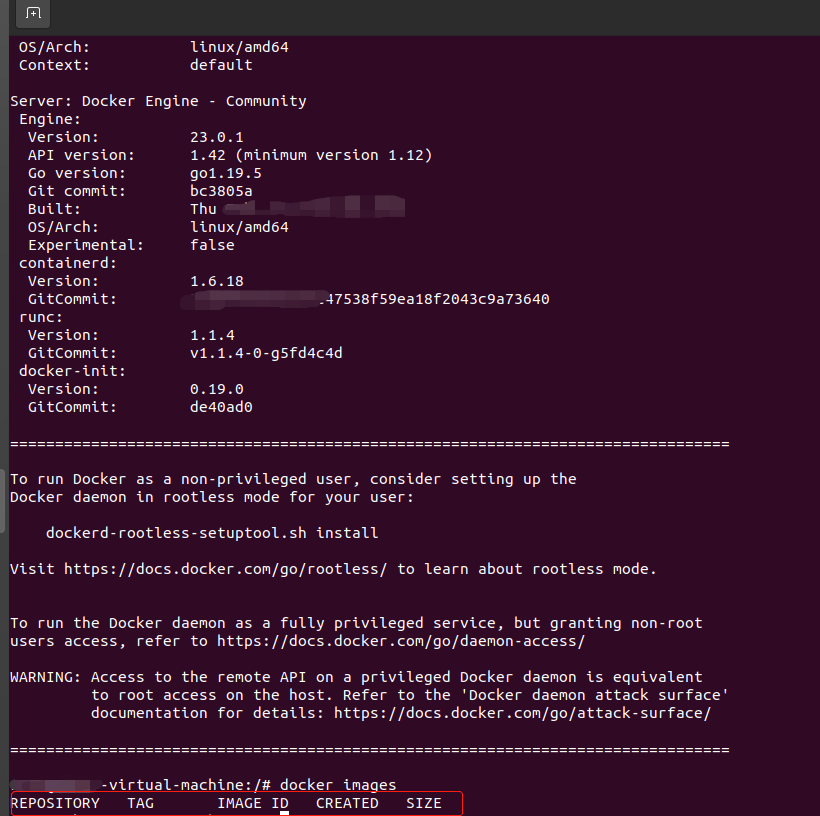 OS/Arch: linux/amd64
Context: default
Server: Docker Engine - Community
Engine:
Version: 23.0.1
API version: 1.42 (minimum version 1.12)
Go version: go1.19.5
Git commit: bc3805a
Built: Thu
OS/Arch: linux/amd64
Experimental: false
containerd:
Version: 1.6.18
GitCommit: 47538f59ea18f2043c9a73640
runc:
Version: 1.1.4
GitCommit: v1.1.4-0-g5fd4c4d
docker-init:
Version: 0.19.0
GitCommit: de40ad0
================================================================================
To run Docker as a non-privileged user, consider setting up the
Docker daemon in rootless mode for your user:
dockerd-rootless-setuptool.sh install
Visit https://docs.docker.com/go/rootless/ to learn about rootless mode.
To run the Docker daemon as a fully privileged service, but granting non-root
users access, refer to https://docs.docker.com/go/daemon-access/
WARNING: Access to the remote API on a privileged Docker daemon is equivalent
to root access on the host. Refer to the 'Docker daemon attack surface'
documentation for details: https://docs.docker.com/go/attack-surface/
================================================================================
-virtual-machine:/# docker images
REPOSITORY TAG IMAGE ID CREATED SIZE